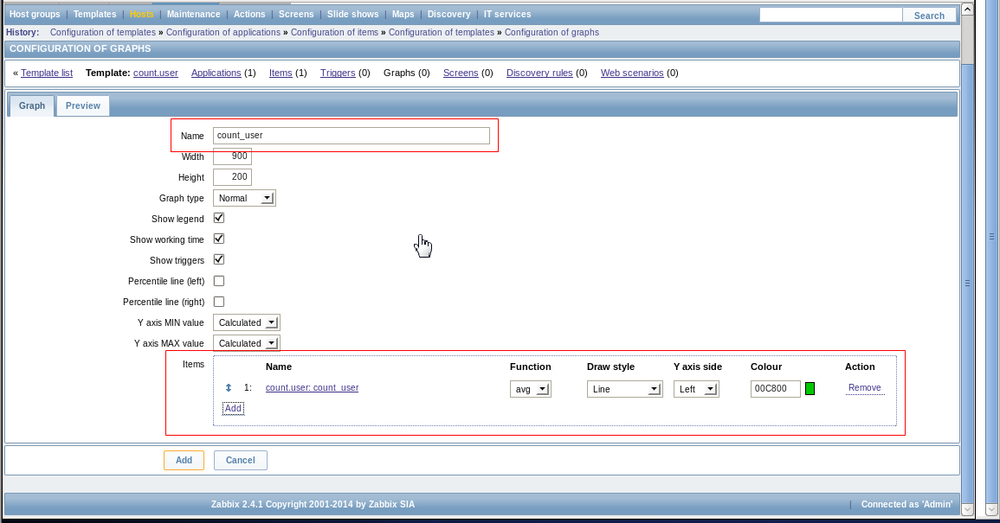 Host groups | Templates | Hosts | Maintenance | Actions | Screens | Slide shows | Maps | Discovery | IT services Search
History: Configuration of templates » Configuration of applications » Configuration of items » Configuration of templates » Configuration of graphs
CONFIGURATION OF GRAPHS
« Template list Template: count.user Applications (1) Items (1) Triggers (0) Graphs (0) Screens (0) Discovery rules (0) Web scenarios (0)
Graph Preview
Name count_user
Width 900
Height 200
Graph type Normal
Show legend
Show working time
Show triggers
Percentile line (left)
Percentile line (right)
Y axis MIN value Calculated
Y axis MAX value Calculated
Items Name Function Draw style Y axis side Colour Action
1: count.user: count_user avg Line Left 00C800 Remove
Add
Add Cancel
Zabbix 2.4.1 Copyright 2001-2014 by Zabbix SIA | Connected as 'Admin'